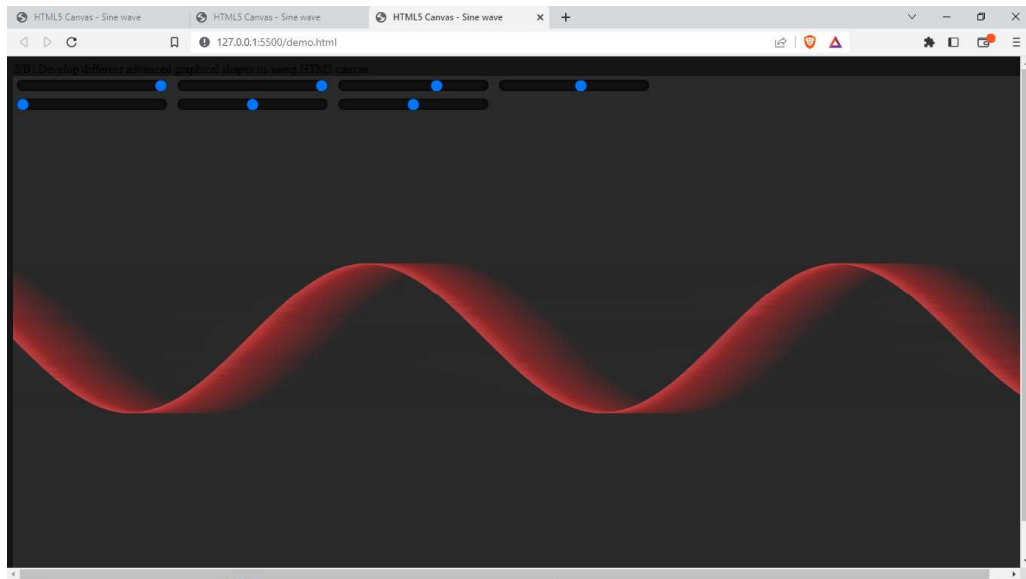 HTML5 Canvas - Sine wave
HTML5 Canvas - Sine wave
HTML5 Canvas - Sine wave
127.0.0.1:5500/demo.html
2(B) Develop different advanced graphical shapes us using HTM5 canvas